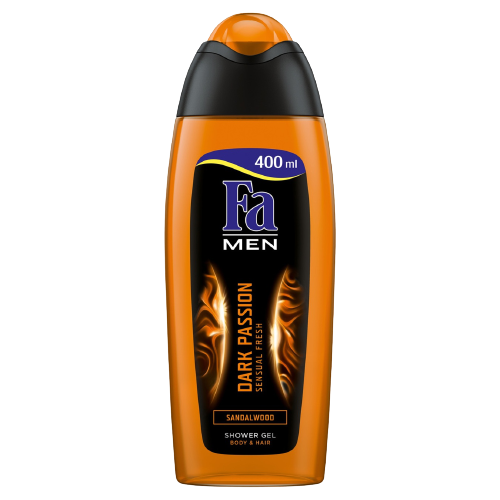 400 ml
Fa
MEN
DARK PASSION
SENSUAL FRESH
SANDALWOOD
SHOWER GEL
BODY & HAIR